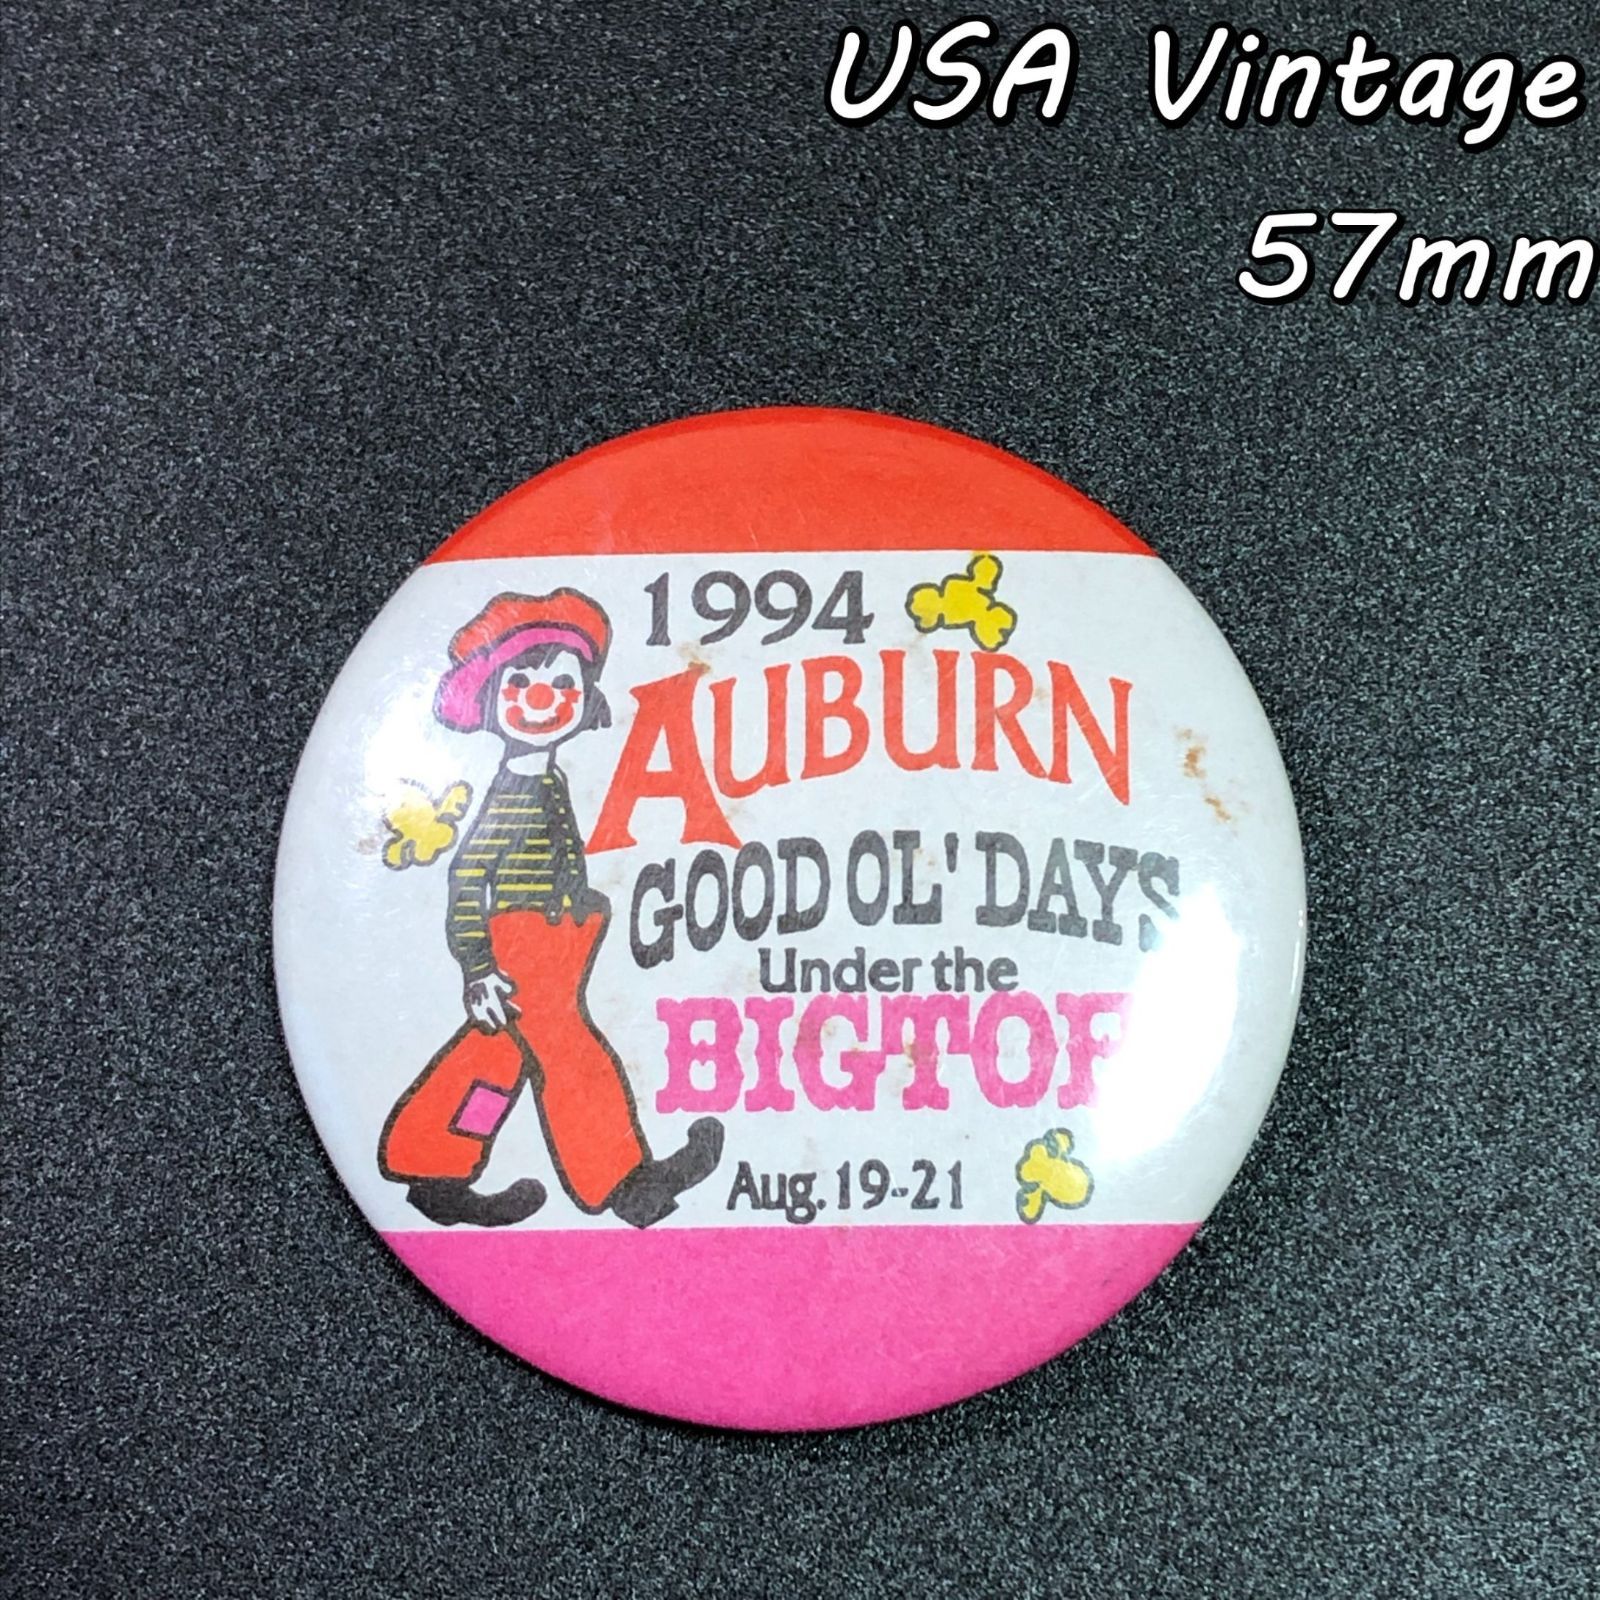 USA Vintage
57mm
1994
AUBURN
GOOD OL' DAYS
Under the
BIGTOP
Aug. 19-21